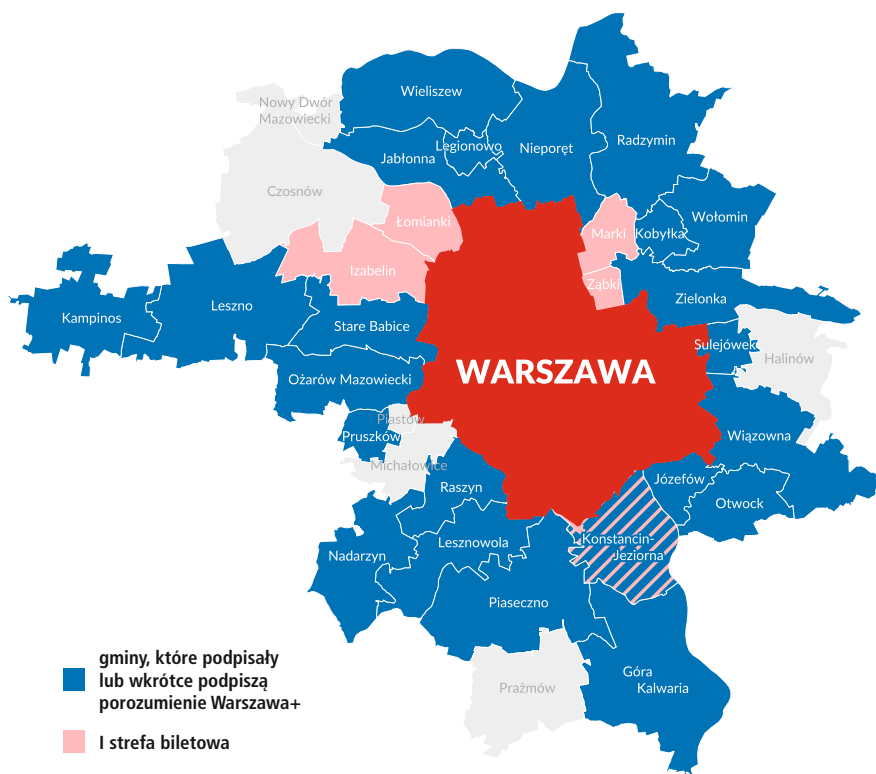 Nowy Dwór
Mazowiecki
Wieliszew
Legionowo
Jabłonna
Nieporęt
Radzymin
Czosnów
Łomianki
Izabelin
Marki
Kobyłka
Wołomin
Ząbki
Zielonka
Kampinos
Leszno
Stare Babice
Sulejówek
Halinów
Ożarów Mazowiecki
WARSZAWA
Piastów
Pruszków
Michałowice
Wiązowna
Raszyn
Józefów
Otwock
Nadarzyn
Lesznowola
Konstancin-
Jeziorna
Piaseczno
Prażmów
Góra
Kalwaria
gminy, które podpisały
lub wkrótce podpiszą
porozumienie Warszawa+
I strefa biletowa